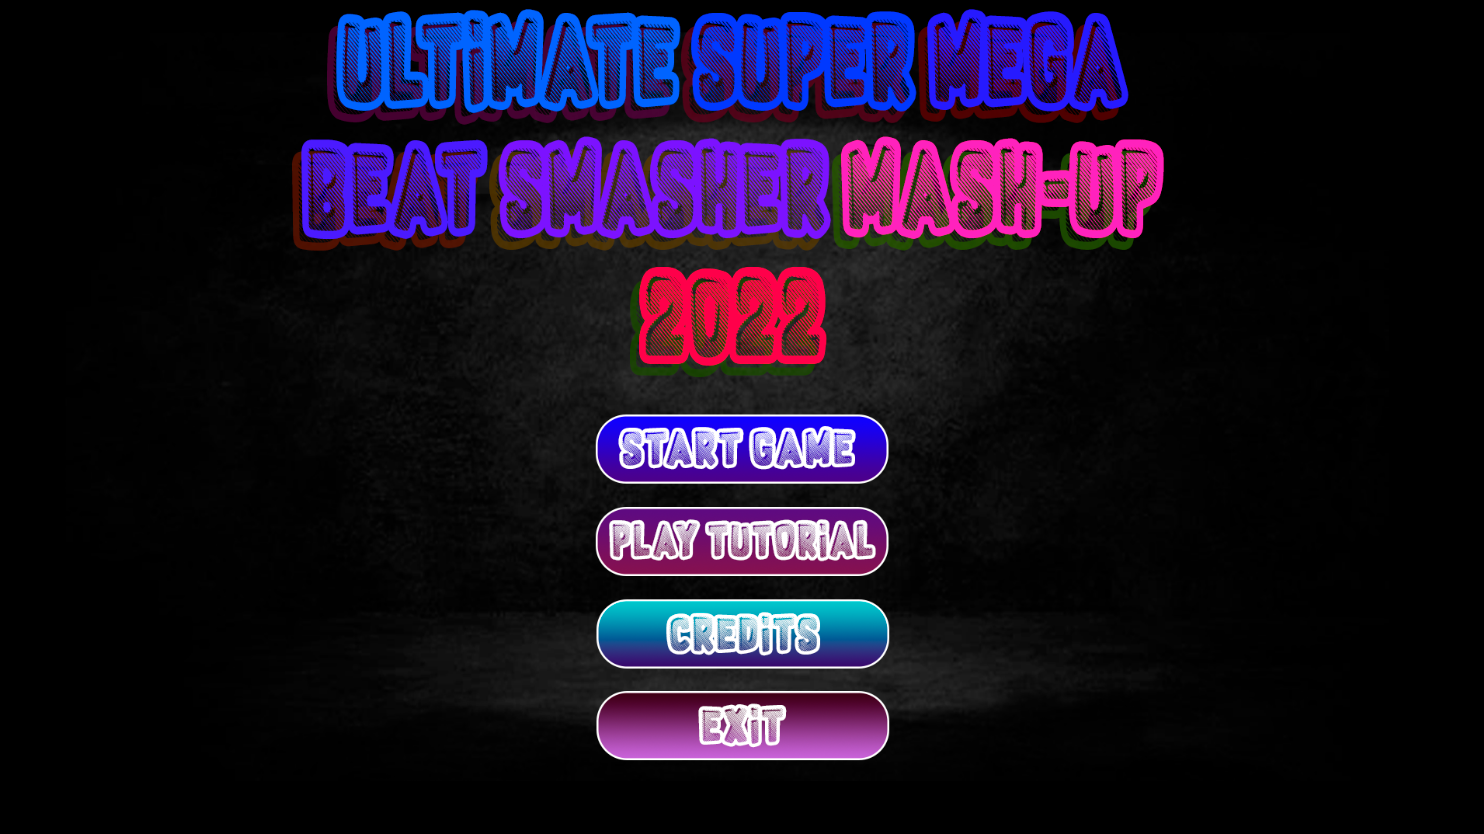 ULTiMATE SUPER MEGA
BEAT SMASHER MASH-UP
2022
START GAME
PLAY TUTORiAL
CREDiTS
EXiT